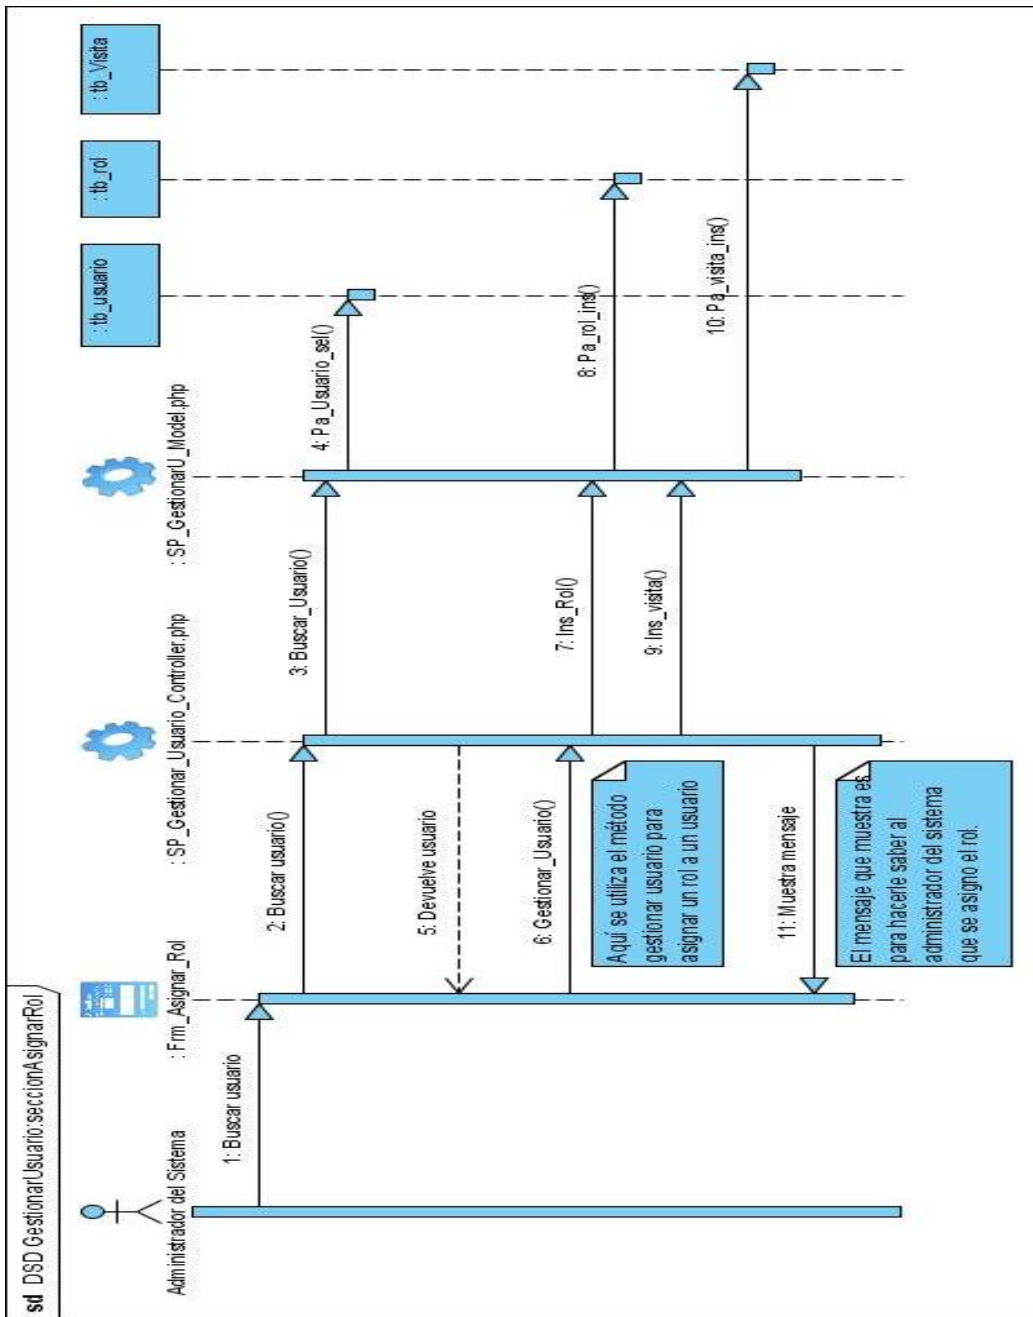 sd DSD GestionarUsuario:seccionAsignarRol
Administrador del Sistema
: Frm_Asignar_Rol
: SP_Gestionar_Usuario_Controller.php
: SP_GestionarU_Model.php
: tb_usuario
: tb_rol
: tb_Visita
1: Buscar usuario
2: Buscar usuario()
3: Buscar_Usuario()
4: Pa_Usuario_sel()
5: Devuelve usuario
6: Gestionar_Usuario()
Aquí se utiliza el método
gestionar usuario para
asignar un rol a un usuario
7: Ins_Rol()
8: Pa_rol_ins()
9: Ins_visita()
10: Pa_visita_ins()
11: Muestra mensaje
El mensaje que muestra es
para hacerle saber al
administrador del sistema
que se asigno el rol.